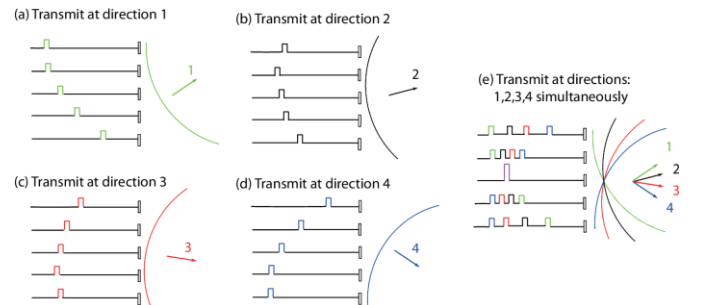 (a) Transmit at direction 1
1
(b) Transmit at direction 2
2
(c) Transmit at direction 3
3
(d) Transmit at direction 4
4
(e) Transmit at directions:
1,2,3,4 simultaneously
1
2
3
4